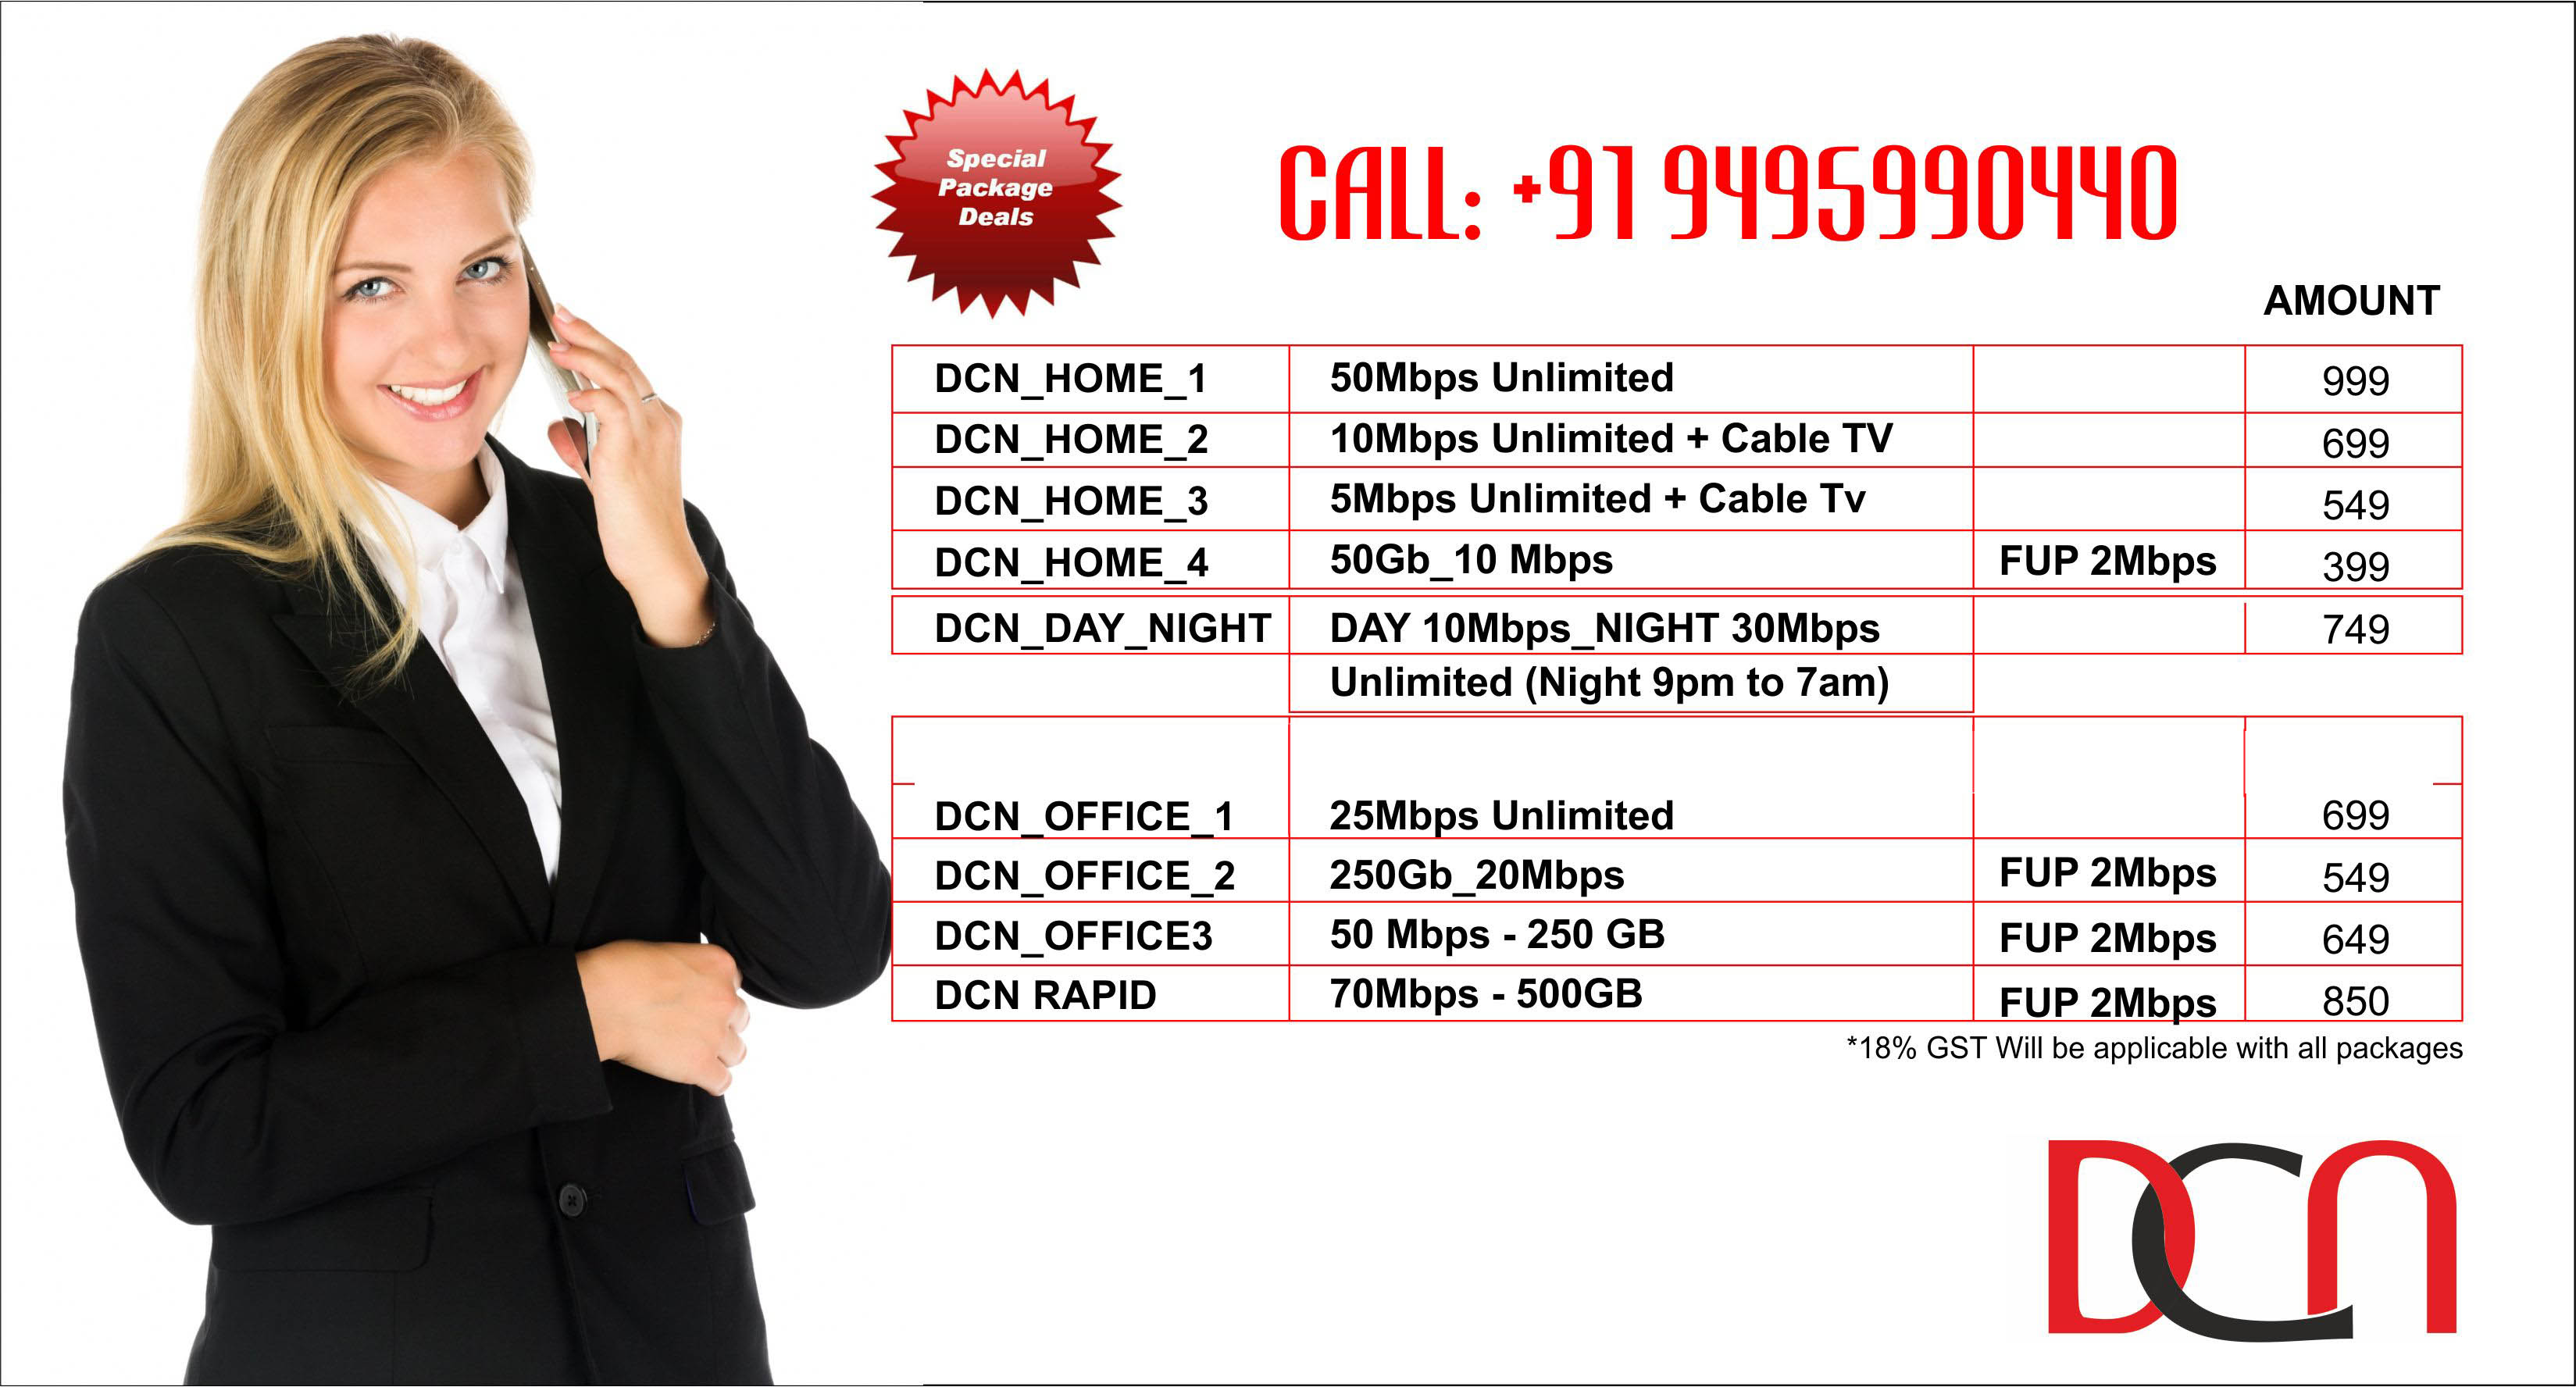 Special
Package
Deals
CALL: +91 9495990440
AMOUNT
DCN_HOME_1 50Mbps Unlimited 999
DCN_HOME_2 10Mbps Unlimited + Cable TV 699
DCN_HOME_3 5Mbps Unlimited + Cable Tv 549
DCN_HOME_4 50Gb_10 Mbps FUP 2Mbps 399
DCN_DAY_NIGHT DAY 10Mbps_NIGHT 30Mbps 749
Unlimited (Night 9pm to 7am)
DCN_OFFICE_1 25Mbps Unlimited 699
DCN_OFFICE_2 250Gb_20Mbps FUP 2Mbps 549
DCN_OFFICE3 50 Mbps - 250 GB FUP 2Mbps 649
DCN RAPID 70Mbps - 500GB FUP 2Mbps 850
*18% GST Will be applicable with all packages
DCN